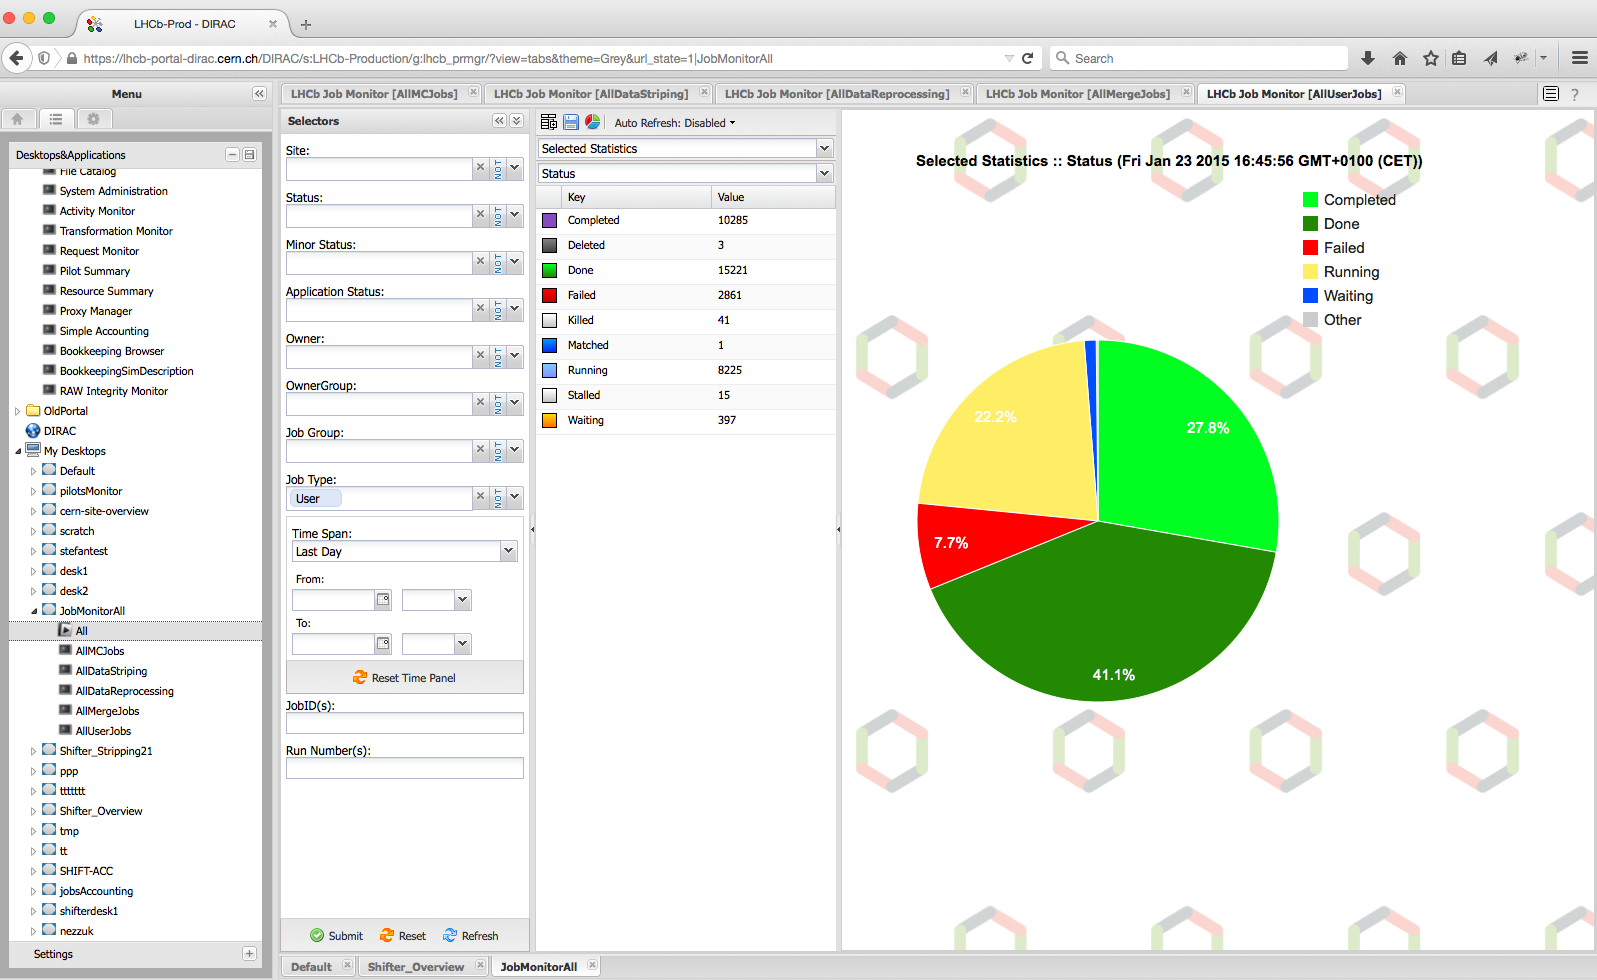 LHCb-Prod - DIRAC
https://lhcb-portal-dirac.cern.ch/DIRAC/s:LHCb-Production/g:lhcb_prmgr/?view=tabs&theme=Grey&url_state=1|JobMonitorAll
Search
Menu
LHCb Job Monitor [AllMCJobs]
LHCb Job Monitor [AllDataStriping]
LHCb Job Monitor [AllDataReprocessing]
LHCb Job Monitor [AllMergeJobs]
LHCb Job Monitor [AllUserJobs]
Desktops&Applications
File Catalog
System Administration
Activity Monitor
Transformation Monitor
Request Monitor
Pilot Summary
Resource Summary
Proxy Manager
Simple Accounting
Bookkeeping Browser
BookkeepingSimDescription
RAW Integrity Monitor
OldPortal
DIRAC
My Desktops
Default
pilotsMonitor
cern-site-overview
scratch
stefantest
desk1
desk2
JobMonitorAll
All
AllMCJobs
AllDataStriping
AllDataReprocessing
AllMergeJobs
AllUserJobs
Shifter_Stripping21
ppp
ttttttt
Shifter_Overview
tmp
tt
SHIFT-ACC
jobsAccounting
shifterdesk1
nezzuk
Settings
Selectors
Site:
NOT
Status:
NOT
Minor Status:
NOT
Application Status:
NOT
Owner:
NOT
OwnerGroup:
NOT
Job Group:
NOT
Job Type:
User
NOT
Time Span:
Last Day
From:
To:
Reset Time Panel
JobID(s):
Run Number(s):
Submit
Reset
Refresh
Auto Refresh: Disabled
Selected Statistics
Status
Key Value
Completed 10285
Deleted 3
Done 15221
Failed 2861
Killed 41
Matched 1
Running 8225
Stalled 15
Waiting 397
Selected Statistics :: Status (Fri Jan 23 2015 16:45:56 GMT+0100 (CET))
Completed
Done
Failed
Running
Waiting
Other
22.2%
27.8%
7.7%
41.1%
Default
Shifter_Overview
JobMonitorAll